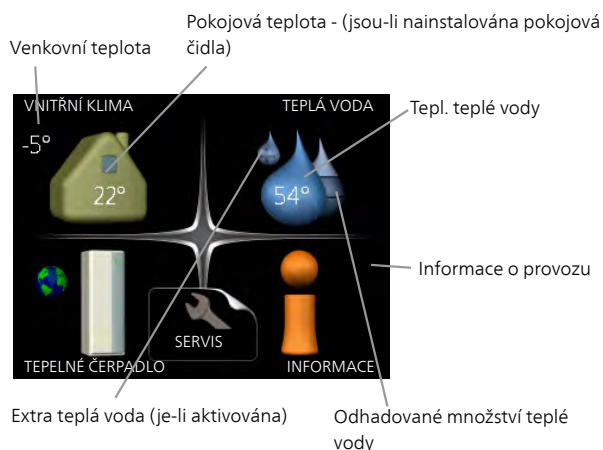 Pokojová teplota - (jsou-li nainstalována pokojová
čidla)
Venkovní teplota
VNITŘNÍ KLIMA
TEPLÁ VODA
Tepl. teplé vody
-5°
22°
54°
Informace o provozu
SERVIS
TEPELNÉ ČERPADLO
INFORMACE
Extra teplá voda (je-li aktivována)
Odhadované množství teplé
vody